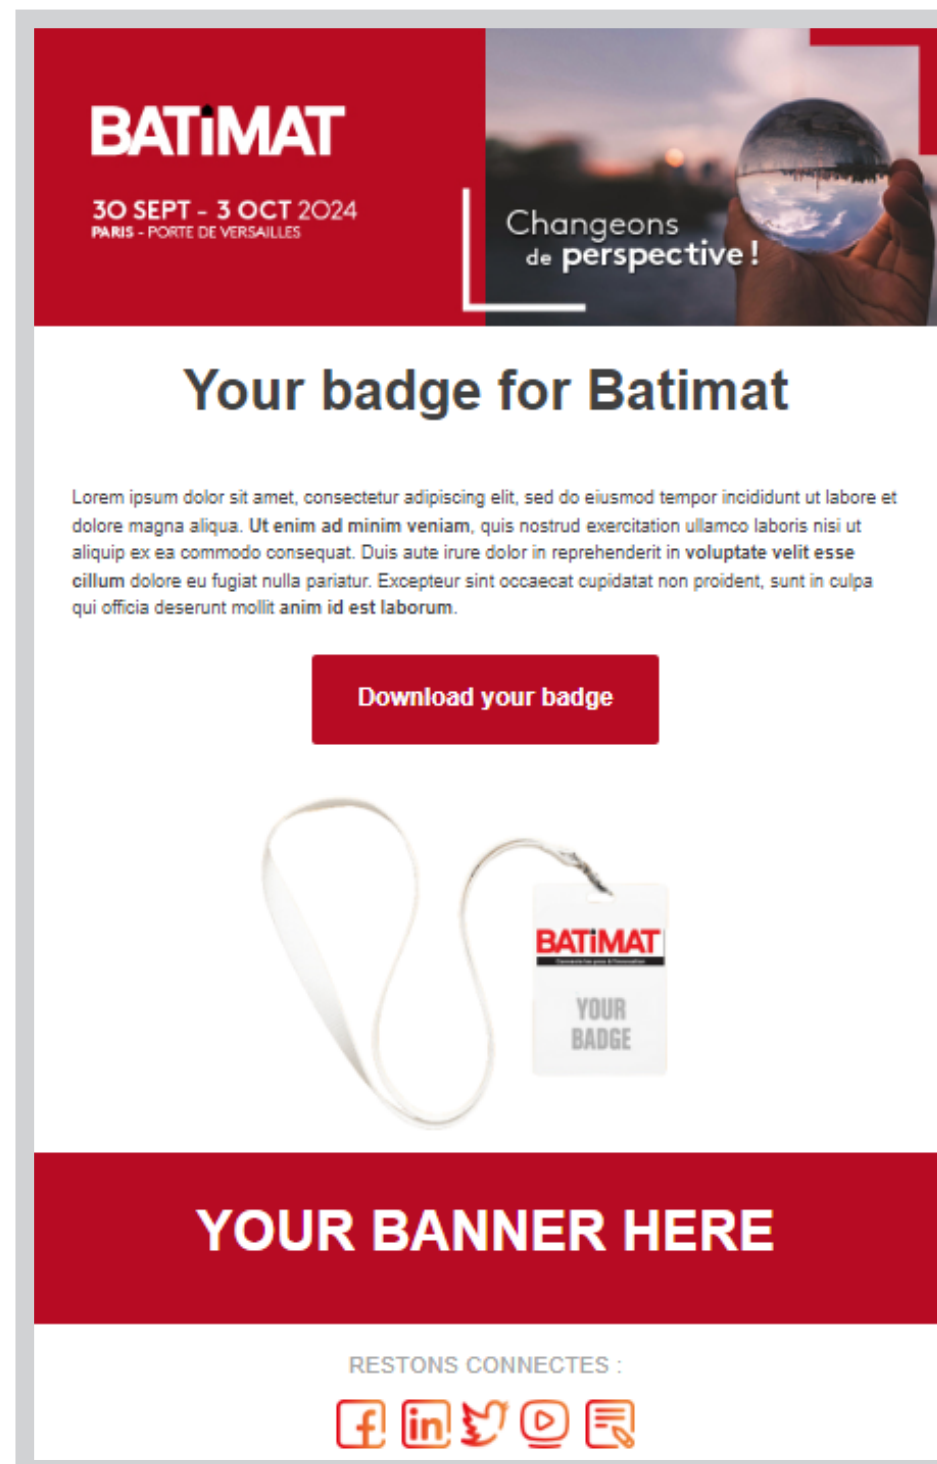 BATiMAT
30 SEPT - 3 OCT 2024
PARIS - PORTE DE VERSAILLES
Changeons
de perspective !
Your badge for Batimat
Lorem ipsum dolor sit amet, consectetur adipiscing elit, sed do eiusmod tempor incididunt ut labore et
dolore magna aliqua. Ut enim ad minim veniam, quis nostrud exercitation ullamco laboris nisi ut
aliquip ex ea commodo consequat. Duis aute irure dolor in reprehenderit in voluptate velit esse
cillum dolore eu fugiat nulla pariatur. Excepteur sint occaecat cupidatat non proident, sunt in culpa
qui officia deserunt mollit anim id est laborum.
Download your badge
BATiMAT
YOUR
BADGE
YOUR BANNER HERE
RESTONS CONNECTES :